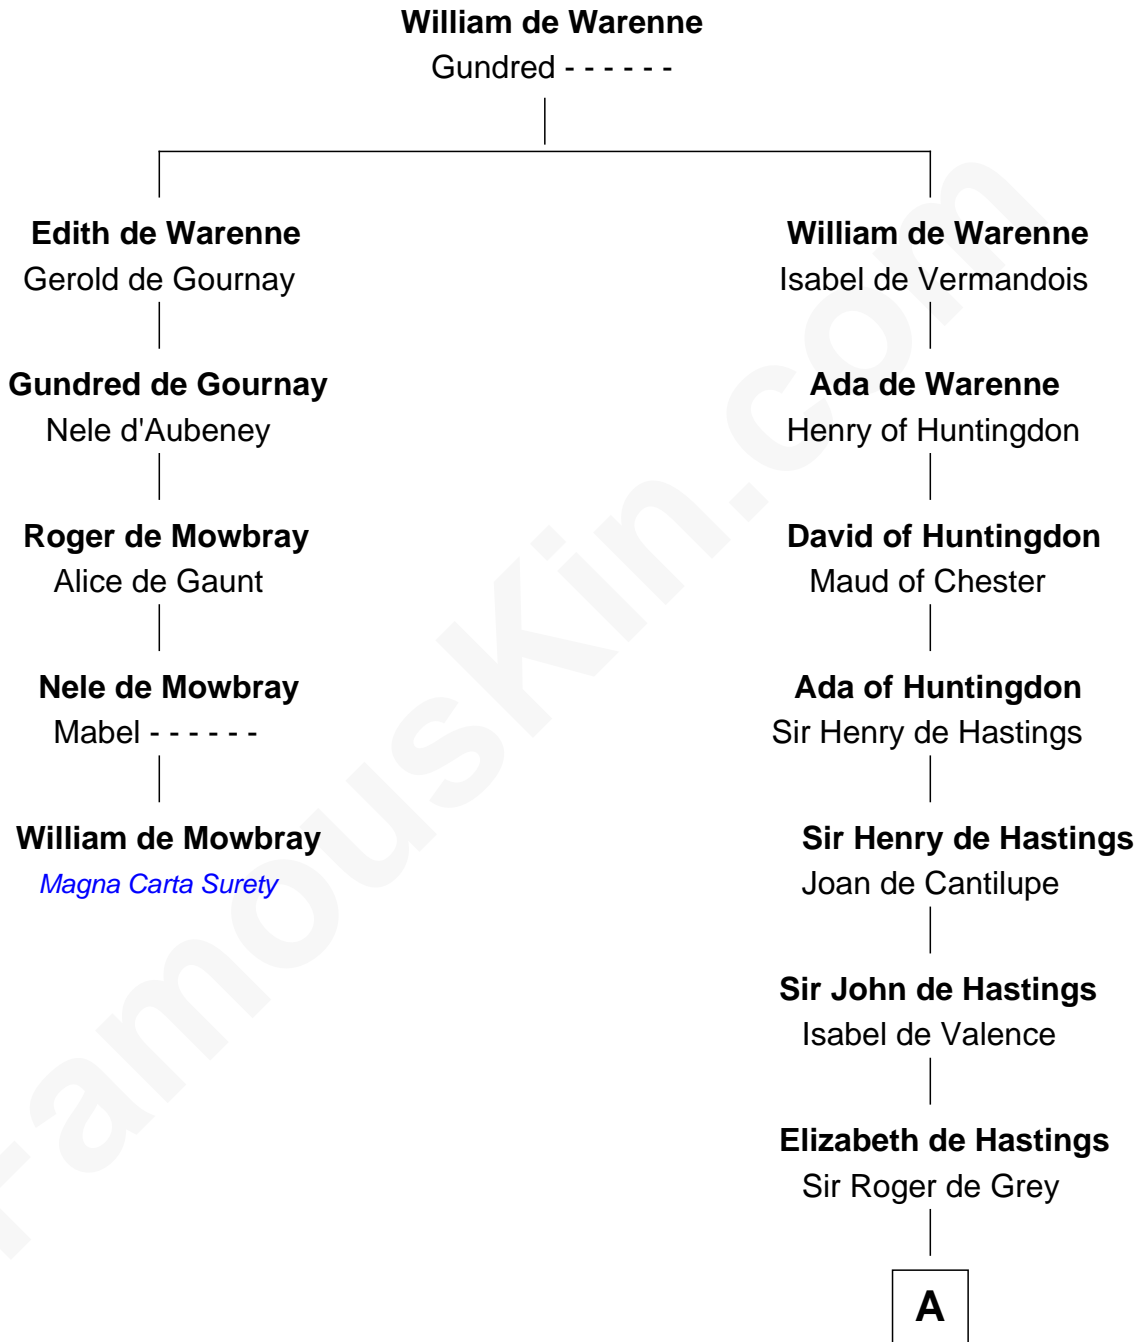 William de Warenne
Gundred - - - - - -
Edith de Warenne
Gerold de Gournay
Gundred de Gournay
Nele d'Aubeney
Roger de Mowbray
Alice de Gaunt
Nele de Mowbray
Mabel - - - - - -
William de Mowbray
Magna Carta Surety
William de Warenne
Isabel de Vermandois
Ada de Warenne
Henry of Huntingdon
David of Huntingdon
Maud of Chester
Ada of Huntingdon
Sir Henry de Hastings
Sir Henry de Hastings
Joan de Cantilupe
Sir John de Hastings
Isabel de Valence
Elizabeth de Hastings
Sir Roger de Grey
A
FamousKin.com